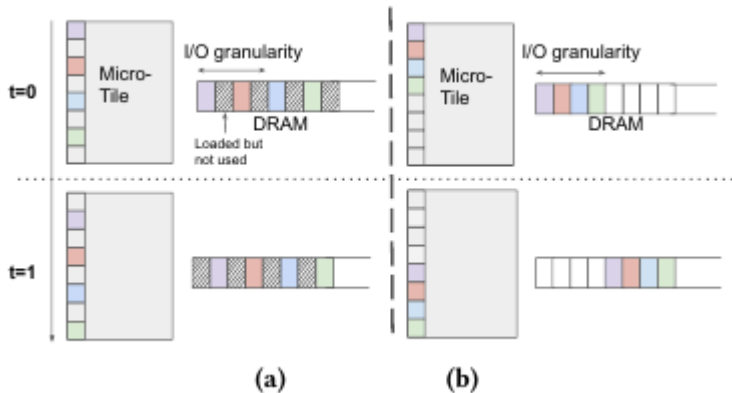 I/O granularity
t=0
Micro-
Tile
DRAM
Loaded but
not used
I/O granularity
Micro-
Tile
DRAM
t=1
(a)
(b)